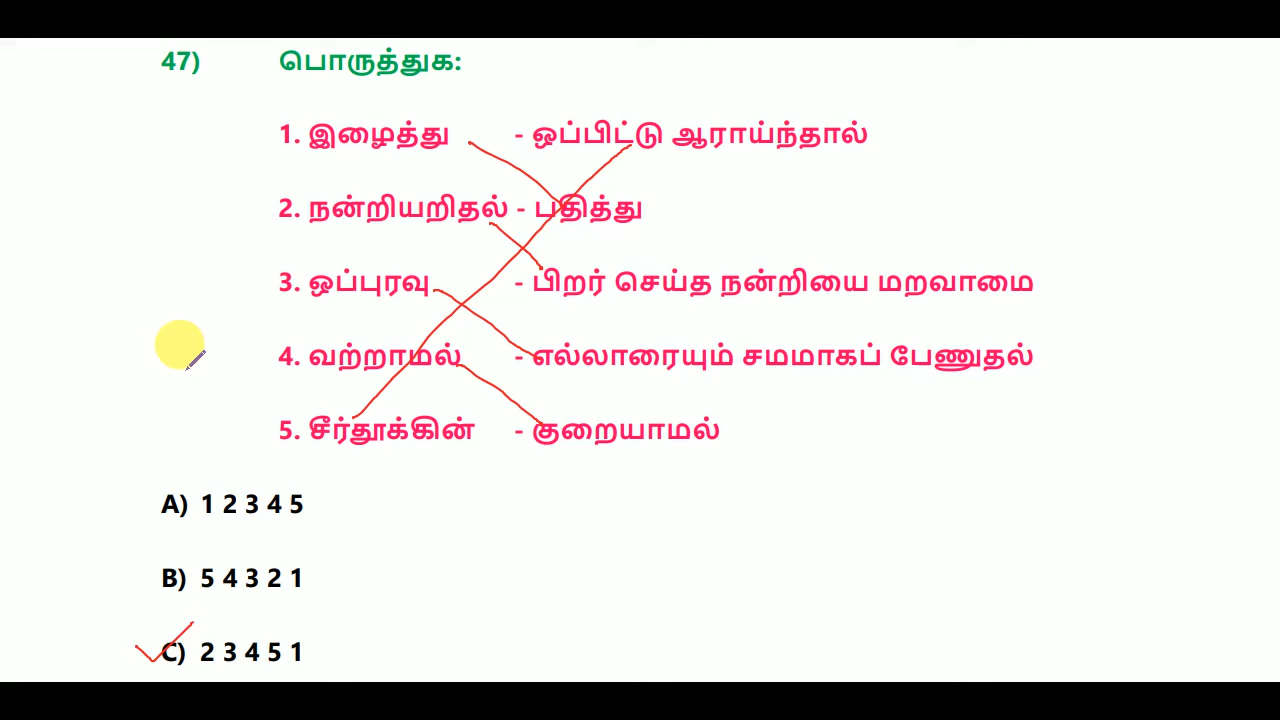 47) பொருத்துக:
1. இழைத்து - ஒப்பிட்டு ஆராய்ந்தால்
2. நன்றியறிதல் - பதித்து
3. ஒப்புரவு - பிறர் செய்த நன்றியை மறவாமை
4. வற்றாமல் - எல்லாரையும் சமமாகப் பேணுதல்
5. சீர்தூக்கின் - குறையாமல்
A) 1 2 3 4 5
B) 5 4 3 2 1
C) 2 3 4 5 1